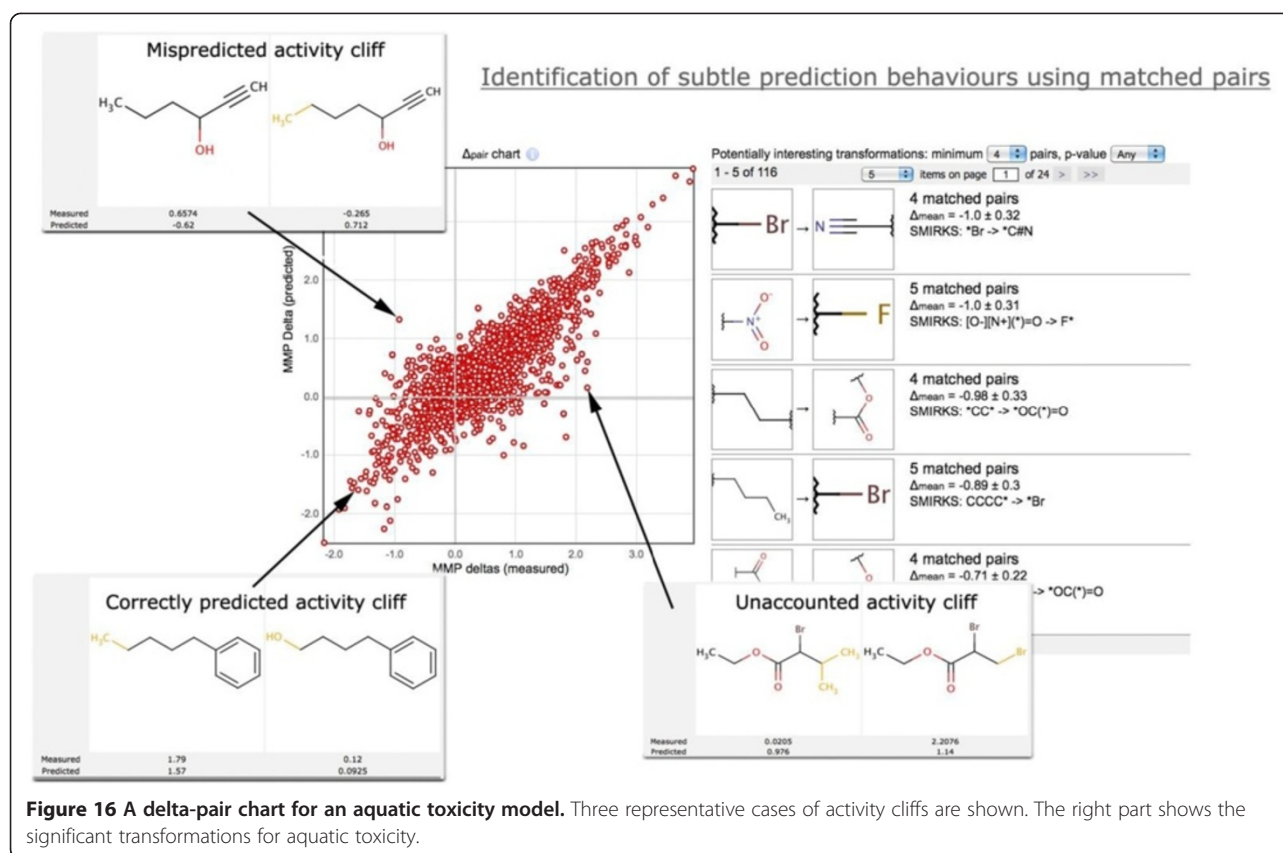 Mispredicted activity cliff
H₃C
CH
OH
H₃C
CH
OH
Measured 0.6574 -0.265
Predicted -0.62 0.712
Identification of subtle prediction behaviours using matched pairs
Δpair chart
MMP Delta (predicted)
2.0
1.0
0.0
-1.0
-2.0
-2.0 -1.0 0.0 1.0 2.0 3.0
MMP deltas (measured)
Potentially interesting transformations: minimum 4 pairs, p-value Any
1 - 5 of 116 5 items on page 1 of 24 > >>
Br → N
4 matched pairs
Δmean = -1.0 ± 0.32
SMIRKS: *Br -> *C#N
O⁻
N⁺
O
→ F
5 matched pairs
Δmean = -1.0 ± 0.31
SMIRKS: [O-][N+](*)=O -> F*
→
O
O
4 matched pairs
Δmean = -0.98 ± 0.33
SMIRKS: *CC* -> *OC(*)=O
CH₃
→ Br
5 matched pairs
Δmean = -0.89 ± 0.3
SMIRKS: CCCC* -> *Br
O
→
O
4 matched pairs
Δmean = -0.71 ± 0.22
-> *OC(*)=O
Correctly predicted activity cliff
H₃C
HO
Measured 1.79 0.12
Predicted 1.57 0.0925
Unaccounted activity cliff
H₃C
O
O
Br
CH₃
CH₃
H₃C
O
O
Br
Br
Measured 0.0205 2.2076
Predicted 0.976 1.14
Figure 16 A delta-pair chart for an aquatic toxicity model. Three representative cases of activity cliffs are shown. The right part shows the
significant transformations for aquatic toxicity.